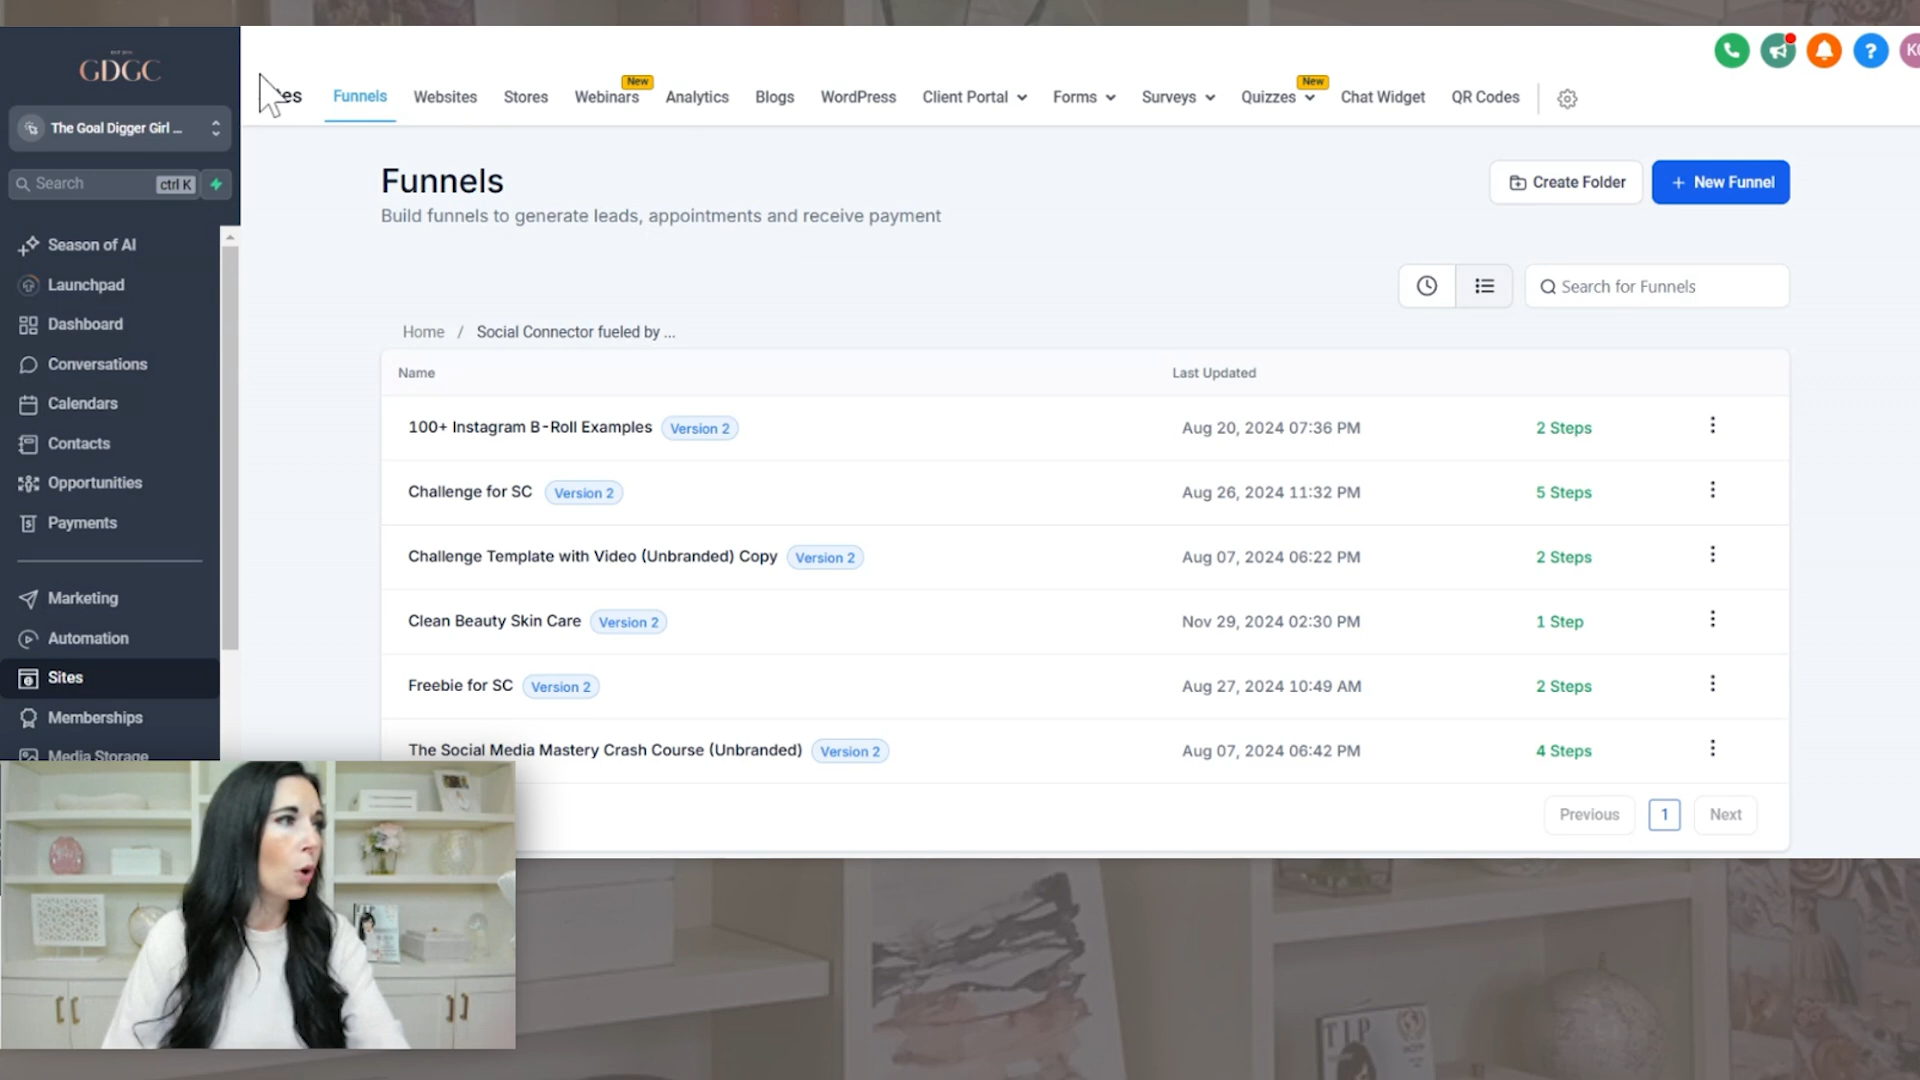 GDGC
The Goal Digger Girl ...
Search
ctrl K
Season of AI
Launchpad
Dashboard
Conversations
Calendars
Contacts
Opportunities
Payments
Marketing
Automation
Sites
Memberships
Media Storage
Funnels
Websites
Stores
Webinars
New
Analytics
Blogs
WordPress
Client Portal
Forms
Surveys
Quizzes
New
Chat Widget
QR Codes
Funnels
Build funnels to generate leads, appointments and receive payment
Create Folder
+ New Funnel
Search for Funnels
Home / Social Connector fueled by ...
Name Last Updated
100+ Instagram B-Roll Examples Version 2 Aug 20, 2024 07:36 PM 2 Steps
Challenge for SC Version 2 Aug 26, 2024 11:32 PM 5 Steps
Challenge Template with Video (Unbranded) Copy Version 2 Aug 07, 2024 06:22 PM 2 Steps
Clean Beauty Skin Care Version 2 Nov 29, 2024 02:30 PM 1 Step
Freebie for SC Version 2 Aug 27, 2024 10:49 AM 2 Steps
The Social Media Mastery Crash Course (Unbranded) Version 2 Aug 07, 2024 06:42 PM 4 Steps
Previous 1 Next